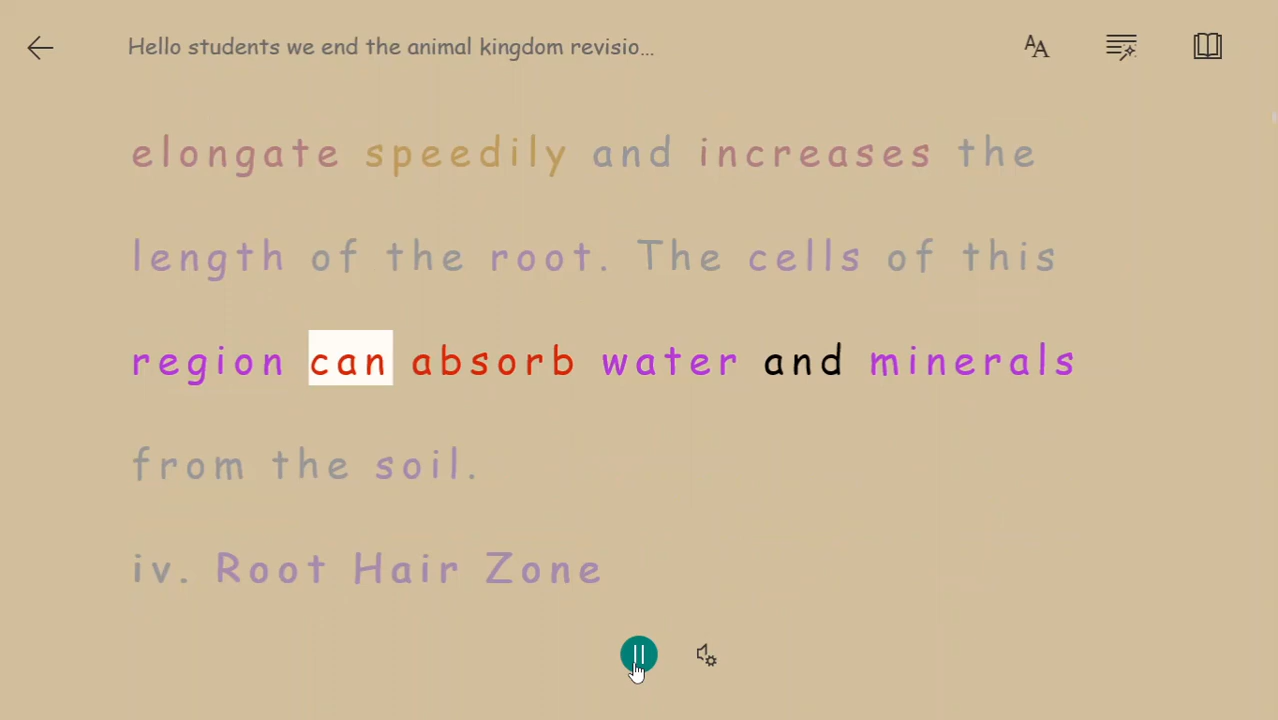 Hello students we end the animal kingdom revisio...
AA
elongate speedily and increases the
length of the root. The cells of this
region can absorb water and minerals
from the soil.
iv. Root Hair Zone